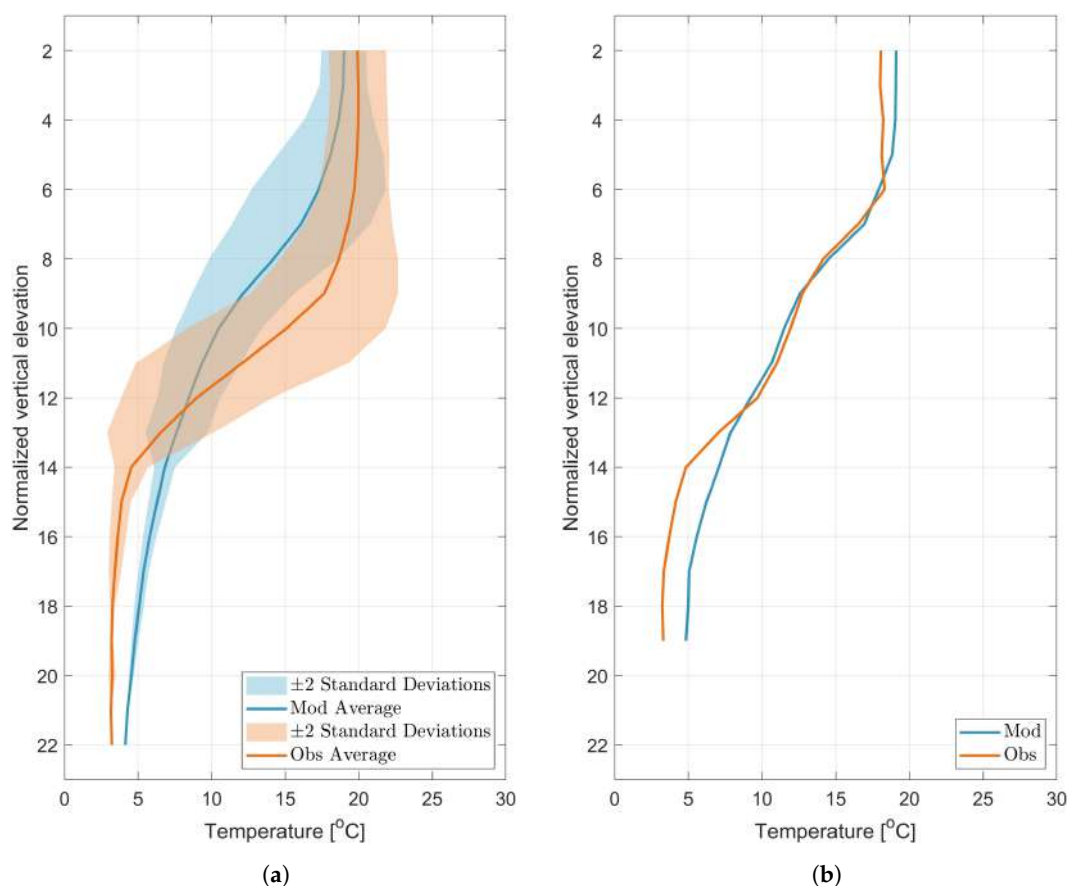 2
4
6
8
10
12
14
16
18
20
22
Normalized vertical elevation
±2 Standard Deviations
Mod Average
±2 Standard Deviations
Obs Average
0 5 10 15 20 25 30
Temperature [°C]
(a)
2
4
6
8
10
12
14
16
18
20
22
Normalized vertical elevation
Mod
Obs
0 5 10 15 20 25 30
Temperature [°C]
(b)